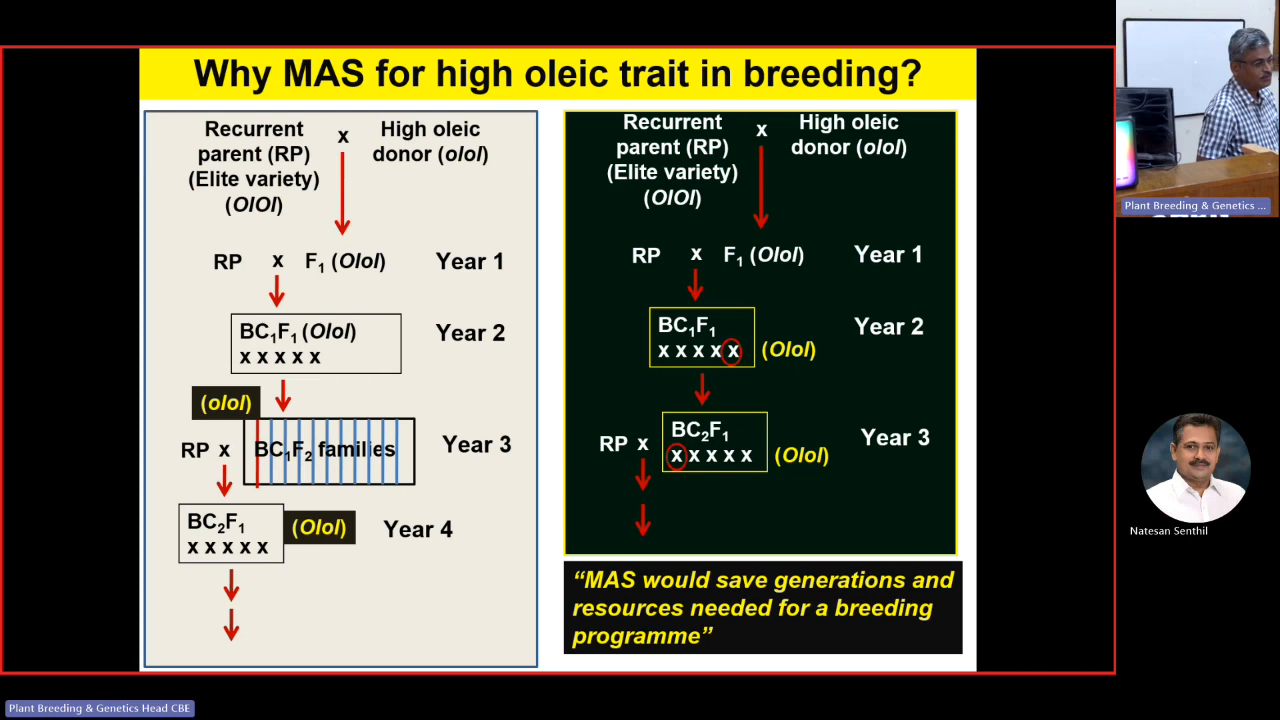 Why MAS for high oleic trait in breeding?
Recurrent
parent (RP)
(Elite variety)
(OlOl)
x
High oleic
donor (olol)
RP x F1 (Olol) Year 1
BC1F1 (Olol)
x x x x x
Year 2
(olol)
RP x
BC1F2 families
Year 3
BC2F1
x x x x x
(Olol)
Year 4
Recurrent
parent (RP)
(Elite variety)
(OlOl)
x
High oleic
donor (olol)
RP x F1 (Olol) Year 1
BC1F1
x x x x x
(Olol)
Year 2
RP x
BC2F1
x x x x x
(Olol)
Year 3
“MAS would save generations and
resources needed for a breeding
programme”
Plant Breeding & Genetics ...
Natesan Senthil
Plant Breeding & Genetics Head CBE